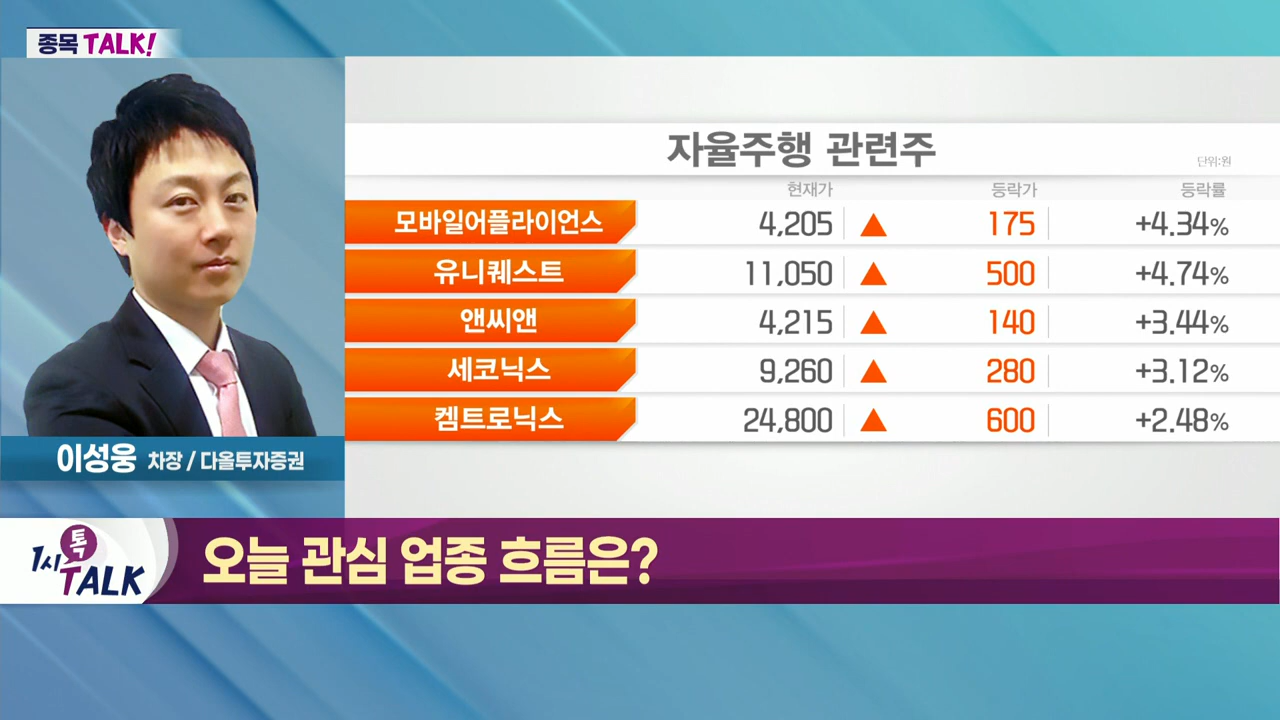 종목 TALK!
자율주행 관련주
단위:원
현재가 등락가 등락률
모바일어플라이언스 4,205 ▲ 175 +4.34%
유니퀘스트 11,050 ▲ 500 +4.74%
앤씨앤 4,215 ▲ 140 +3.44%
세코닉스 9,260 ▲ 280 +3.12%
켐트로닉스 24,800 ▲ 600 +2.48%
이성웅 차장 / 다올투자증권
1시 톡 TALK
오늘 관심 업종 흐름은?